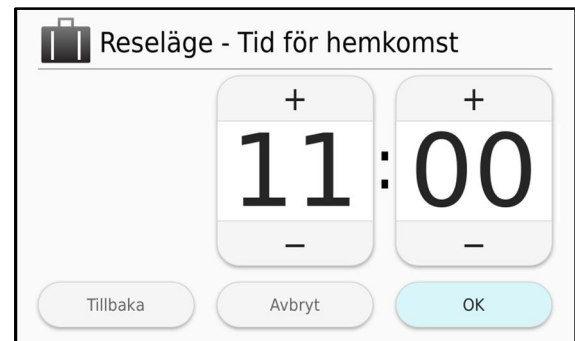 Reseläge - Tid för hemkomst
+ +
11:00
− −
Tillbaka Avbryt OK